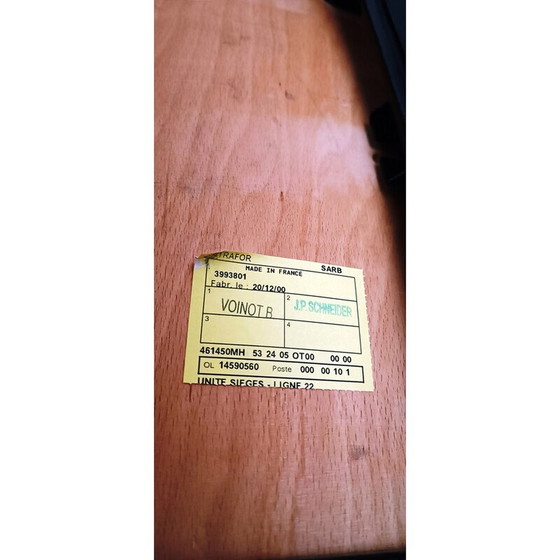 TRAFOR SARB
MADE IN FRANCE
3993801
Fabr. le : 20/12/00
1 VOINOT R 2 J.P. SCHNEIDER
3 4
461450MH 53 24 05 OT00 00 00
OL 14590560 Poste 000 00 10 1
UNITE SIEGES - LIGNE 22